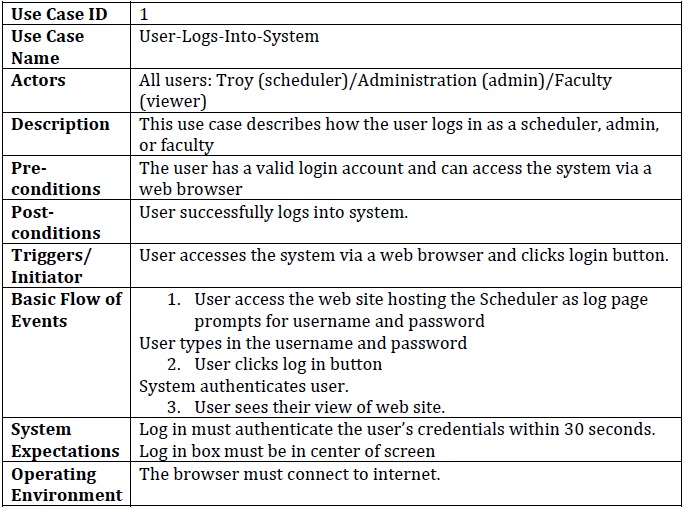 Use Case ID 1
Use Case User-Logs-Into-System
Name
Actors All users: Troy (scheduler)/Administration (admin)/Faculty
(viewer)
Description This use case describes how the user logs in as a scheduler, admin,
or faculty
Pre- The user has a valid login account and can access the system via a
conditions web browser
Post- User successfully logs into system.
conditions
Triggers/ User accesses the system via a web browser and clicks login button.
Initiator
Basic Flow of 1. User access the web site hosting the Scheduler as log page
Events prompts for username and password
User types in the username and password
2. User clicks log in button
System authenticates user.
3. User sees their view of web site.
System Log in must authenticate the user's credentials within 30 seconds.
Expectations Log in box must be in center of screen
Operating The browser must connect to internet.
Environment